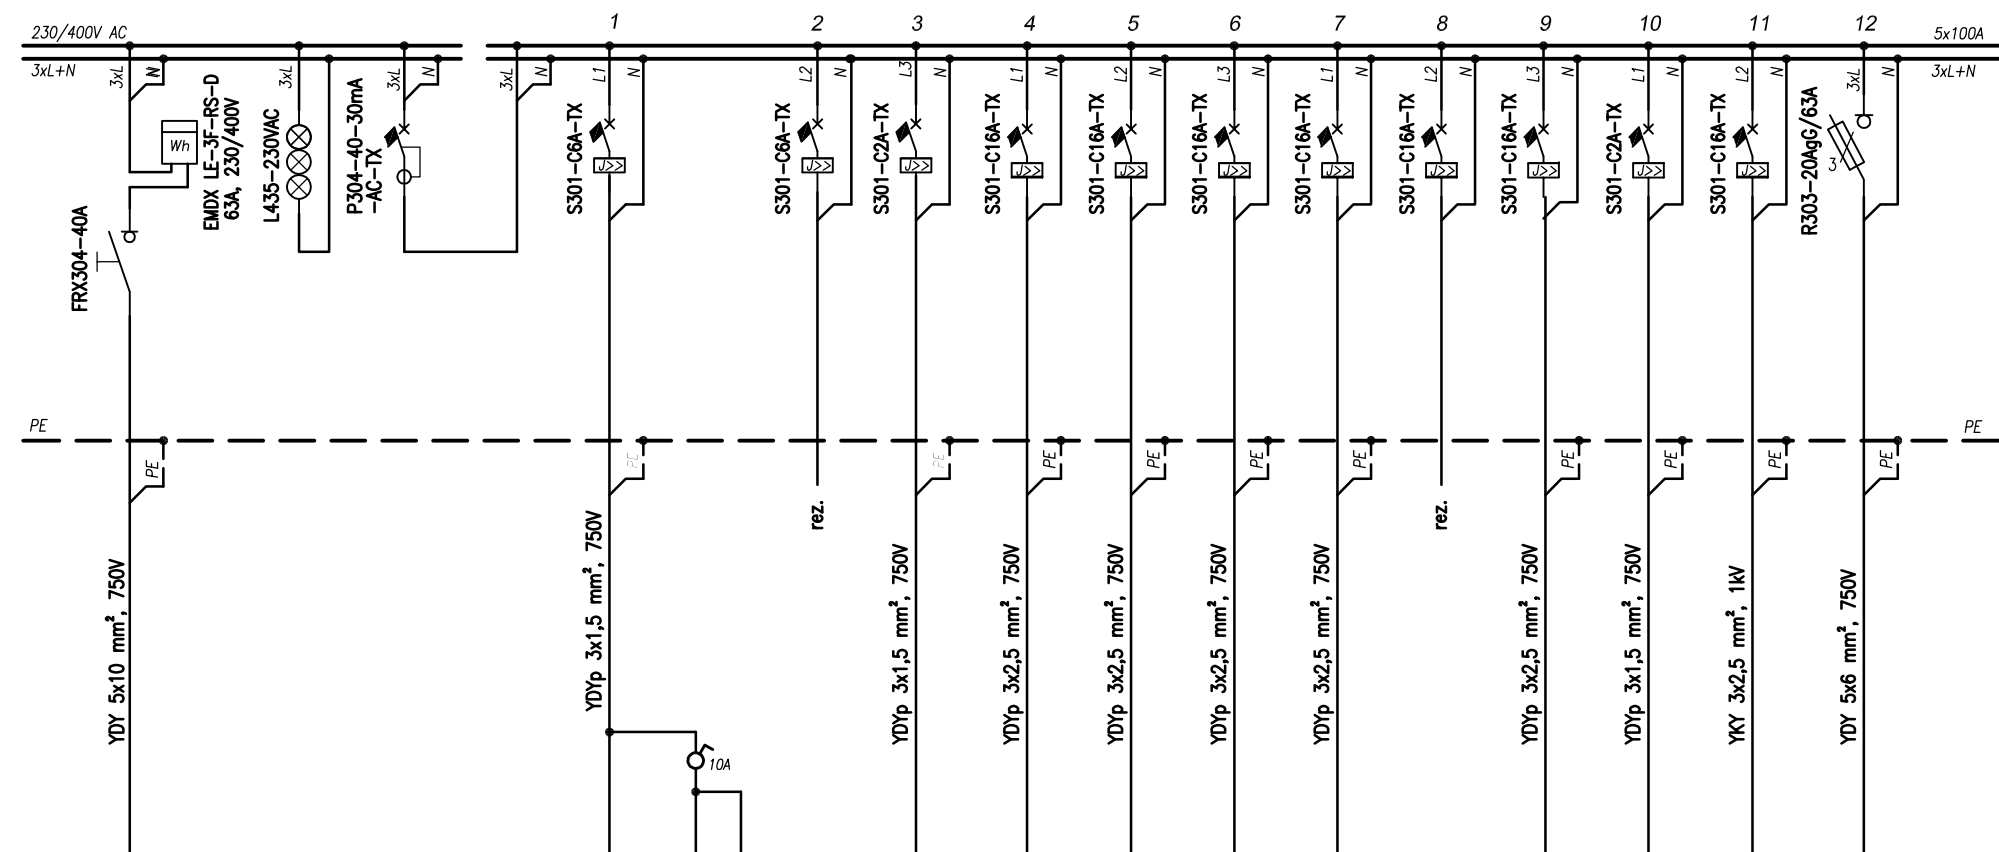 1 2 3 4 5 6 7 8 9 10 11 12
230/400V AC
5x100A
3xL+N
3xL+N
3xL N
3xL
3xL N
3xL N
L1 N
L2 N
L3 N
L1 N
L2 N
L3 N
L1 N
L2 N
L3 N
L1 N
L2 N
3xL N
Wh
EMDX LE-3F-RS-D
63A, 230/400V
L435-230VAC
P304-40-30mA
-AC-TX
FRX304-40A
S301-C6A-TX
S301-C6A-TX
S301-C2A-TX
S301-C16A-TX
S301-C16A-TX
S301-C16A-TX
S301-C16A-TX
S301-C16A-TX
S301-C16A-TX
S301-C2A-TX
S301-C16A-TX
R303-20AgG/63A
3
J>>
J>>
J>>
J>>
J>>
J>>
J>>
J>>
J>>
J>>
J>>
PE
PE
PE
PE
PE
PE
PE
PE
PE
PE
PE
PE
PE
rez.
rez.
YDY 5x10 mm², 750V
YDYp 3x1,5 mm², 750V
YDYp 3x1,5 mm², 750V
YDYp 3x2,5 mm², 750V
YDYp 3x2,5 mm², 750V
YDYp 3x2,5 mm², 750V
YDYp 3x2,5 mm², 750V
YDYp 3x2,5 mm², 750V
YDYp 3x1,5 mm², 750V
YKY 3x2,5 mm², 1kV
YDY 5x6 mm², 750V
10A